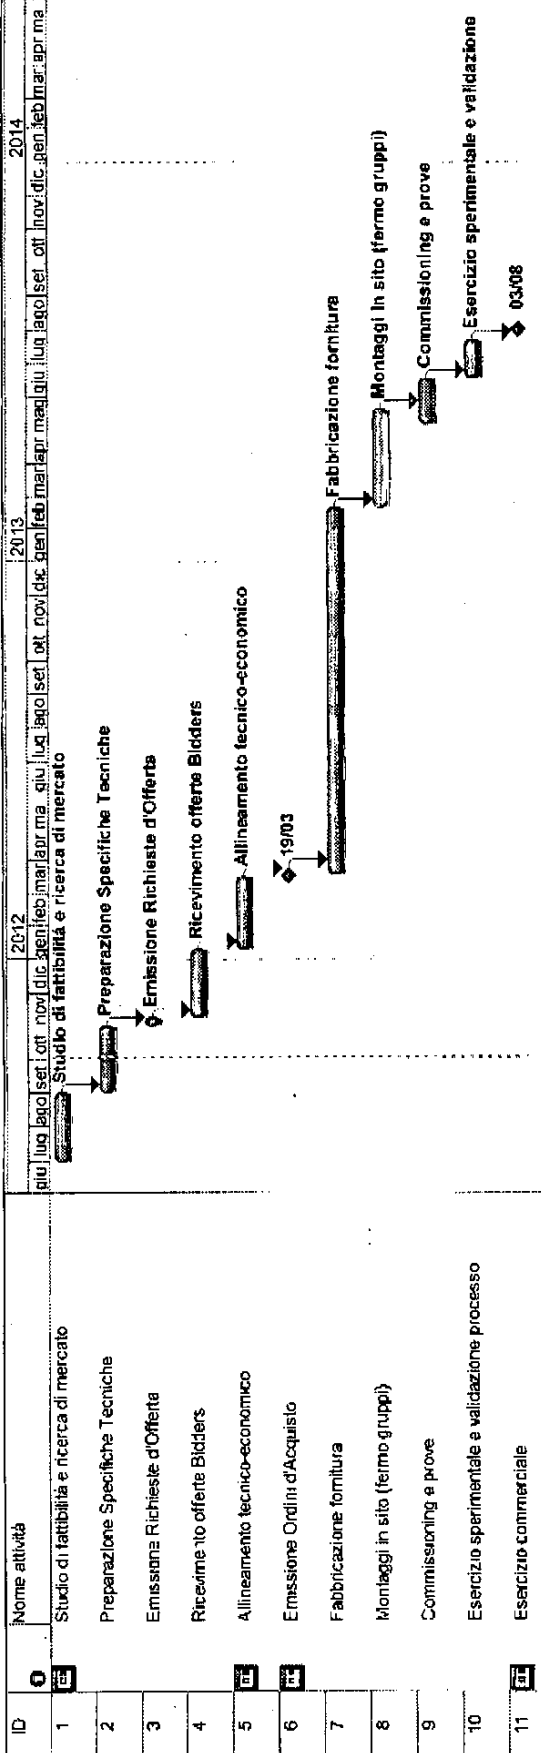 ID Nome attività 2012 2013 2014
giu lug ago set ott nov dic gen feb mar apr ma giu lug ago set ott nov dic gen feb mar apr mag giu lug ago set ott nov dic gen feb mar apr ma
1 Studio di fattibilità e ricerca di mercato Studio di fattibilità e ricerca di mercato
2 Preparazione Specifiche Tecniche Preparazione Specifiche Tecniche
3 Emissione Richieste d'Offerta Emissione Richieste d'Offerta
4 Ricevimento offerte Bidders Ricevimento offerte Bidders
5 Allineamento tecnico-economico Allineamento tecnico-economico
6 Emissione Ordini d'Acquisto 19/03
7 Fabbricazione fornitura Fabbricazione fornitura
8 Montaggi in sito (fermo gruppi) Montaggi in sito (fermo gruppi)
9 Commissioning e prove Commissioning e prove
10 Esercizio sperimentale e validazione processo Esercizio sperimentale e validazione
11 Esercizio commerciale 03/08